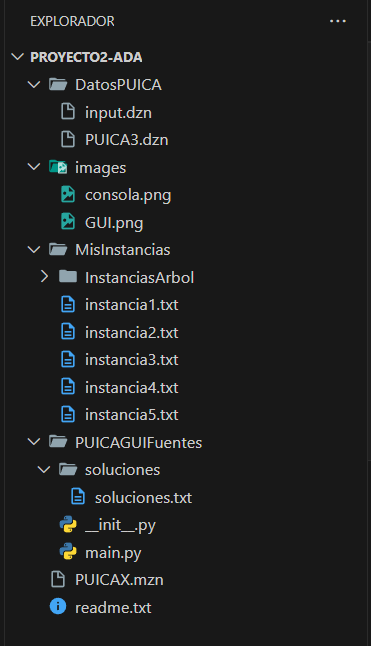 EXPLORADOR
PROYECTO2-ADA
DatosPUICA
input.dzn
PUICA3.dzn
images
consola.png
GUI.png
MisInstancias
InstanciasArbol
instancia1.txt
instancia2.txt
instancia3.txt
instancia4.txt
instancia5.txt
PUICAGUIFuentes
soluciones
soluciones.txt
__init__.py
main.py
PUICAX.mzn
readme.txt